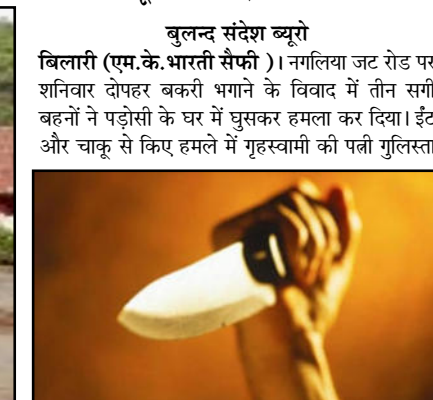 बुलन्द संदेश ब्यूरो
बिलारी (एम.के.भारती सैफी )। नगलिया जट रोड पर
शनिवार दोपहर बकरी भगाने के विवाद में तीन सगी
बहनों ने पड़ोसी के घर में घुसकर हमला कर दिया। ईंट
और चाकू से किए हमले में गृहस्वामी की पत्नी गुलिस्ता